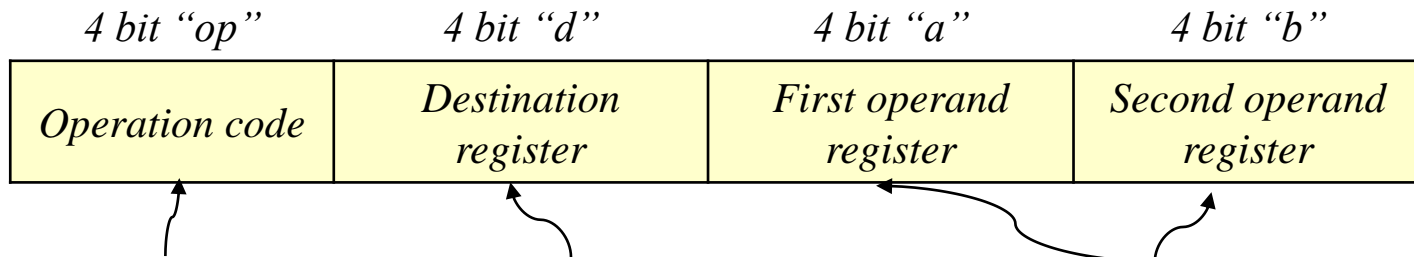 4 bit “op” 4 bit “d” 4 bit “a” 4 bit “b”
Operation code
Destination
register
First operand
register
Second operand
register